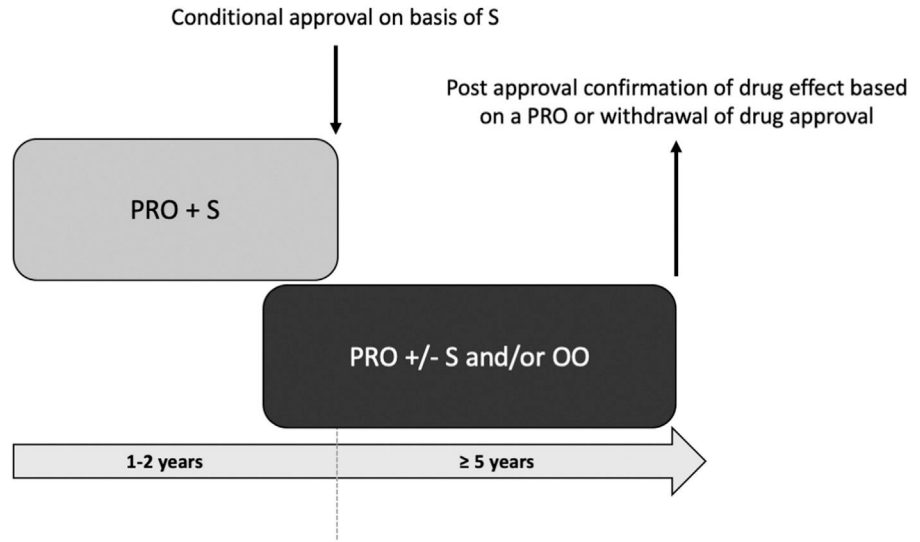 Conditional approval on basis of S
Post approval confirmation of drug effect based
on a PRO or withdrawal of drug approval
PRO + S
PRO +/- S and/or OO
1-2 years
≥ 5 years